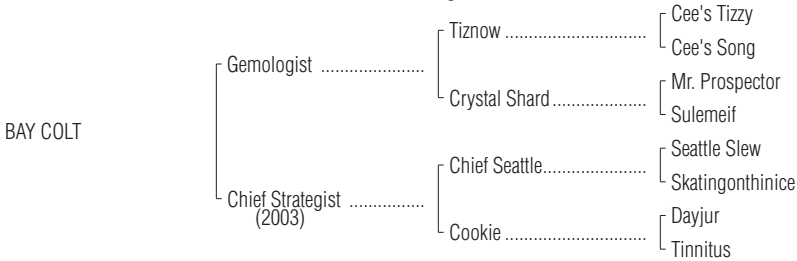 Cee's Tizzy
Tiznow ..............................
Cee's Song
Gemologist ......................
Mr. Prospector
Crystal Shard....................
Sulemeif
BAY COLT
Seattle Slew
Chief Seattle......................
Skatingonthinice
Chief Strategist ................
(2003)
Dayjur
Cookie ..............................
Tinnitus